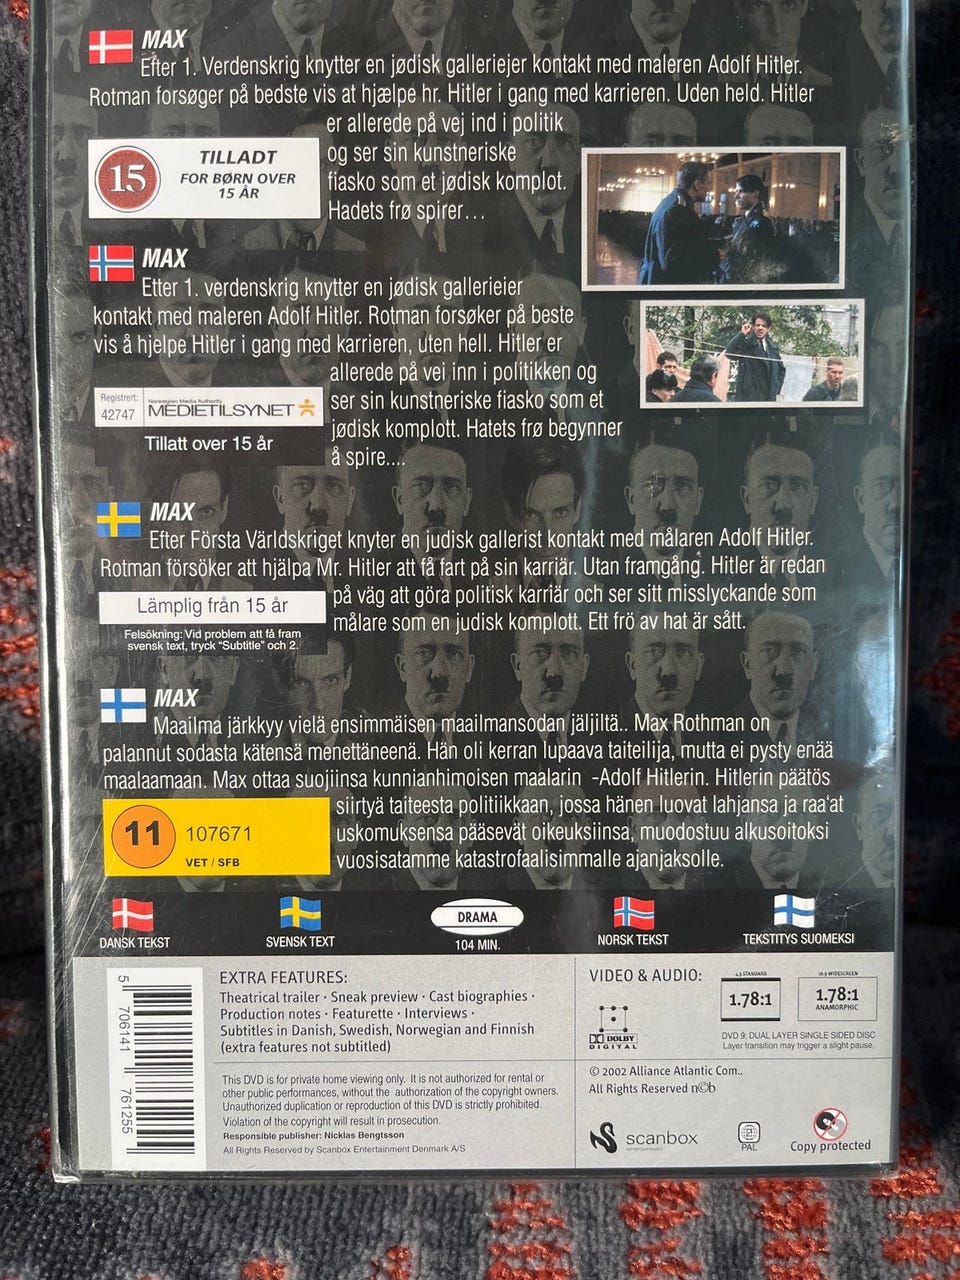 MAX
Efter 1. Verdenskrig knytter en jødisk galleriejer kontakt med maleren Adolf Hitler.
Rotman forsøger på bedste vis at hjælpe hr. Hitler i gang med karrieren. Uden held. Hitler
er allerede på vej ind i politik
og ser sin kunstneriske
fiasko som et jødisk komplot.
Hadets frø spirer…
15
TILLADT
FOR BØRN OVER
15 ÅR
MAX
Etter 1. verdenskrig knytter en jødisk gallerieier
kontakt med maleren Adolf Hitler. Rotman forsøker på beste
vis å hjelpe Hitler i gang med karrieren, uten hell. Hitler er
allerede på vei inn i politikken og
ser sin kunstneriske fiasko som et
jødisk komplott. Hatets frø begynner
å spire....
Registrert:
42747
Norwegian Media Authority
MEDIETILSYNET
Tillatt over 15 år
MAX
Efter Första Världskriget knyter en judisk gallerist kontakt med målaren Adolf Hitler.
Rotman försöker att hjälpa Mr. Hitler att få fart på sin karriär. Utan framgång. Hitler är redan
på väg att göra politisk karriär och ser sitt misslyckande som
målare som en judisk komplott. Ett frö av hat är sått.
Lämplig från 15 år
Felsökning: Vid problem att få fram
svensk text, tryck "Subtitle" och 2.
MAX
Maailma järkkyy vielä ensimmäisen maailmansodan jäljiltä.. Max Rothman on
palannut sodasta kätensä menettäneenä. Hän oli kerran lupaava taiteilija, mutta ei pysty enää
maalaamaan. Max ottaa suojiinsa kunnianhimoisen maalarin -Adolf Hitlerin. Hitlerin päätös
siirtyä taiteesta politiikkaan, jossa hänen luovat lahjansa ja raa'at
uskomuksensa pääsevät oikeuksiinsa, muodostuu alkusoitoksi
vuosisatamme katastrofaalisimmalle ajanjaksolle.
11
107671
VET / SFB
DANSK TEKST
SVENSK TEXT
DRAMA
104 MIN.
NORSK TEKST
TEKSTITYS SUOMEKSI
5 706141 761255
EXTRA FEATURES:
Theatrical trailer · Sneak preview · Cast biographies ·
Production notes · Featurette · Interviews ·
Subtitles in Danish, Swedish, Norwegian and Finnish
(extra features not subtitled)
This DVD is for private home viewing only. It is not authorized for rental or
other public performances, without the authorization of the copyright owners.
Unauthorized duplication or reproduction of this DVD is strictly prohibited.
Violation of the copyright will result in prosecution.
Responsible publisher: Nicklas Bengtsson
All Rights Reserved by Scanbox Entertainment Denmark A/S
VIDEO & AUDIO:
DOLBY
DIGITAL
4:3 STANDARD
1.78:1
16:9 WIDESCREEN
1.78:1
ANAMORPHIC
DVD 9: DUAL LAYER SINGLE SIDED DISC
Layer transition may trigger a slight pause.
© 2002 Alliance Atlantic Com..
All Rights Reserved n©b
scanbox
PAL
Copy protected